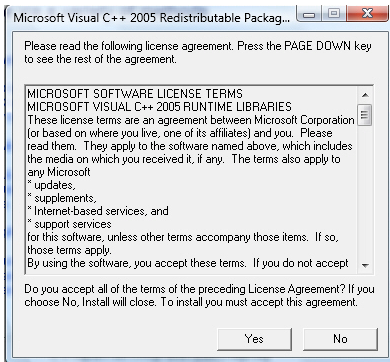 Microsoft Visual C++ 2005 Redistributable Packag...
Please read the following license agreement. Press the PAGE DOWN key
to see the rest of the agreement.
MICROSOFT SOFTWARE LICENSE TERMS
MICROSOFT VISUAL C++ 2005 RUNTIME LIBRARIES
These license terms are an agreement between Microsoft Corporation
(or based on where you live, one of its affiliates) and you.  Please
read them.  They apply to the software named above, which includes
the media on which you received it, if any.  The terms also apply to
any Microsoft
* updates,
* supplements,
* Internet-based services, and
* support services
for this software, unless other terms accompany those items.  If so,
those terms apply.
By using the software, you accept these terms.  If you do not accept
Do you accept all of the terms of the preceding License Agreement? If you
choose No, Install will close. To install you must accept this agreement.
Yes No